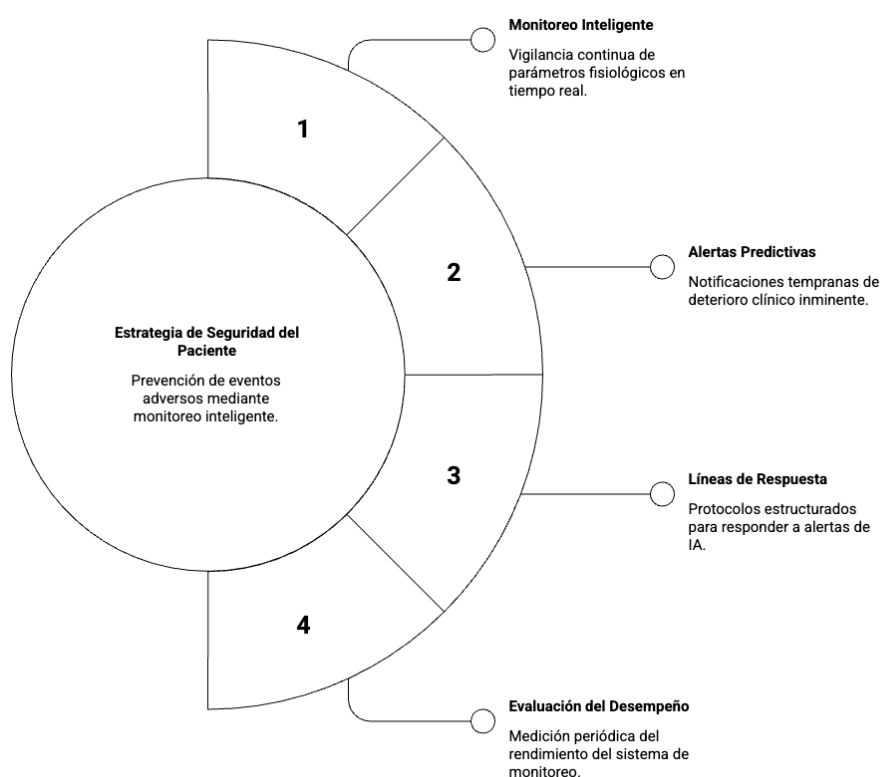 Monitoreo Inteligente
Vigilancia continua de
parámetros fisiológicos en
tiempo real.
1
2
Alertas Predictivas
Notificaciones tempranas de
deterioro clínico inminente.
Estrategia de Seguridad del
Paciente
Prevención de eventos
adversos mediante
monitoreo inteligente.
3
Líneas de Respuesta
Protocolos estructurados
para responder a alertas de
IA.
4
Evaluación del Desempeño
Medición periódica del
rendimiento del sistema de
monitoreo.